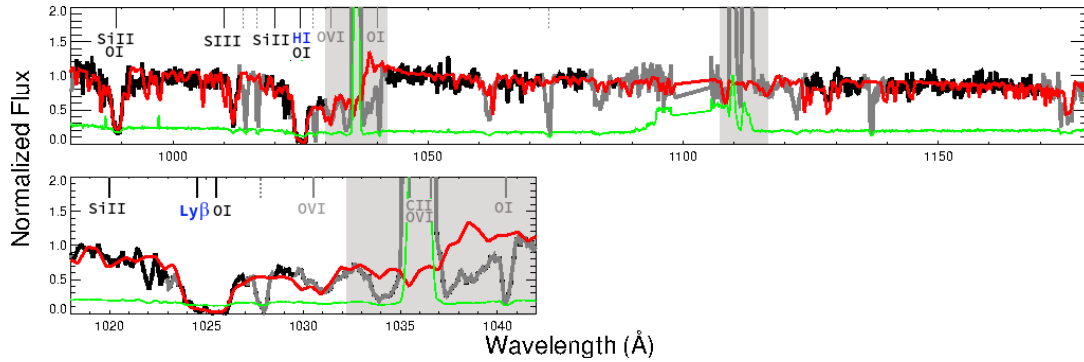 Normalized Flux
2.0
1.5
1.0
0.5
0.0
SiII
OI
SIII
SiII
HI
OI
OVI
OI
1000
1050
1100
1150
2.0
1.5
1.0
0.5
0.0
SiII
Lyβ
OI
OVI
CII
OVI
OI
1020
1025
1030
1035
1040
Wavelength (Å)